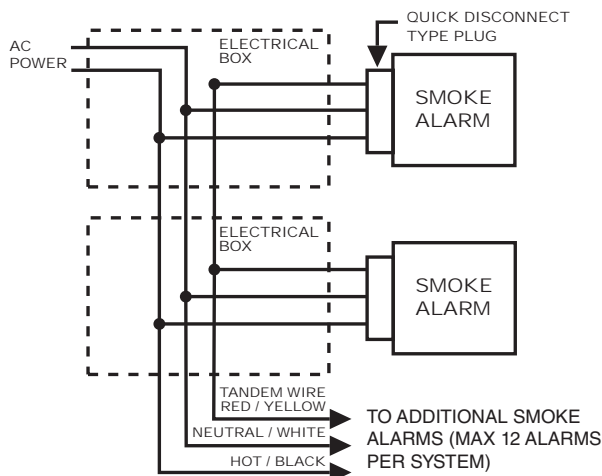 QUICK DISCONNECT
TYPE PLUG
AC
POWER
ELECTRICAL
BOX
SMOKE
ALARM
ELECTRICAL
BOX
SMOKE
ALARM
TANDEM WIRE
RED / YELLOW
NEUTRAL / WHITE
HOT / BLACK
TO ADDITIONAL SMOKE
ALARMS (MAX 12 ALARMS
PER SYSTEM)